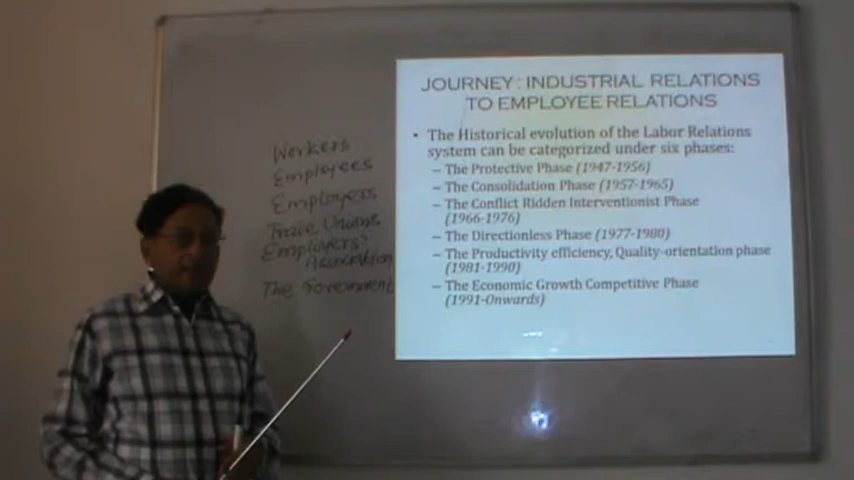 Workers
Employees
Employers
Trade Unions
Employers'
Association
The Government
JOURNEY : INDUSTRIAL RELATIONS
TO EMPLOYEE RELATIONS
• The Historical evolution of the Labor Relations
system can be categorized under six phases:
– The Protective Phase (1947-1956)
– The Consolidation Phase (1957-1965)
– The Conflict Ridden Interventionist Phase
(1966-1976)
– The Directionless Phase (1977-1980)
– The Productivity efficiency, Quality-orientation phase
(1981-1990)
– The Economic Growth Competitive Phase
(1991-Onwards)